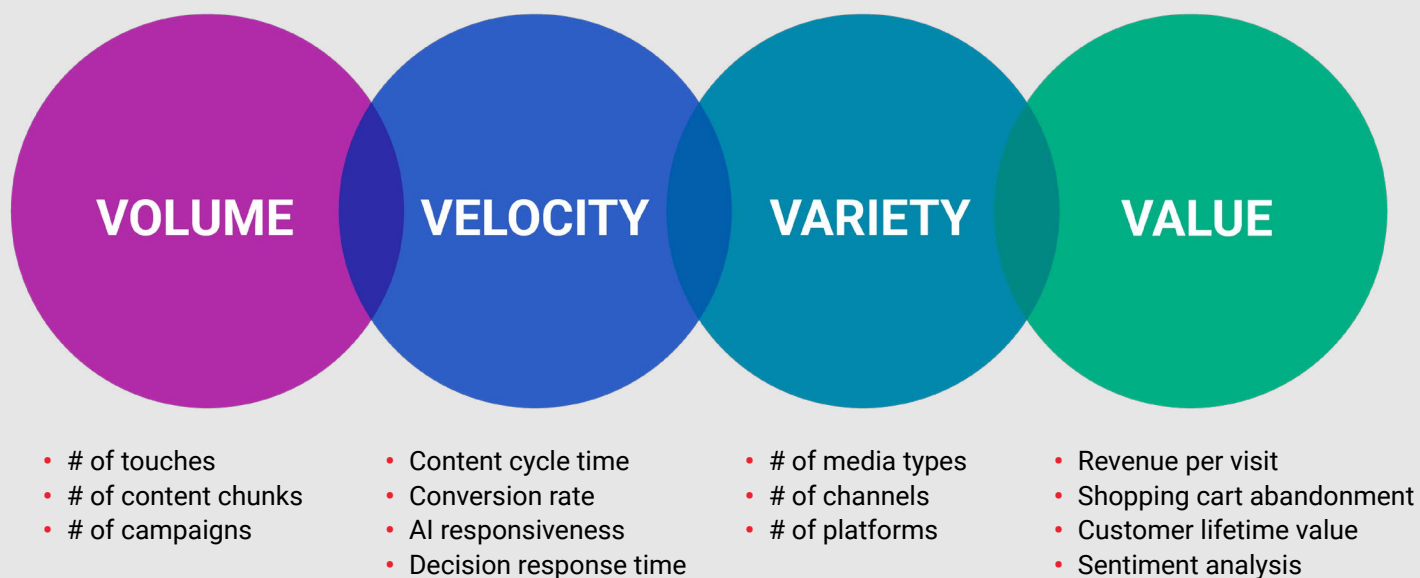 VOLUME
VELOCITY
VARIETY
VALUE
• # of touches
• # of content chunks
• # of campaigns
• Content cycle time
• Conversion rate
• AI responsiveness
• Decision response time
• # of media types
• # of channels
• # of platforms
• Revenue per visit
• Shopping cart abandonment
• Customer lifetime value
• Sentiment analysis